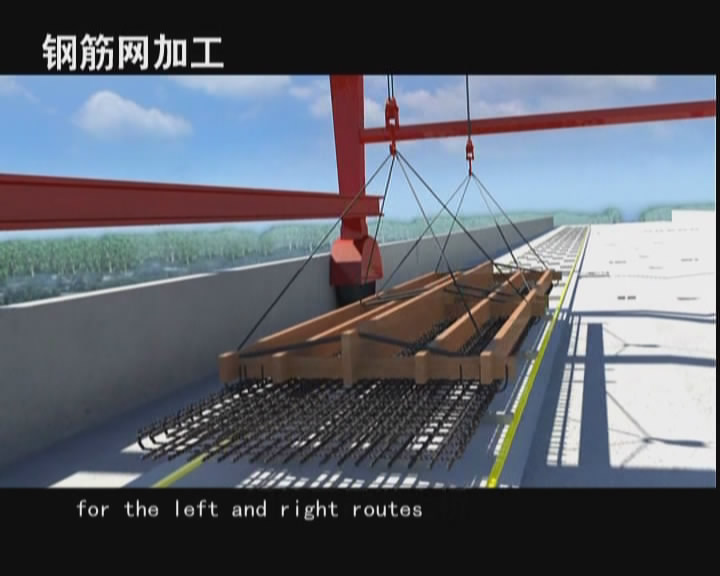 钢筋网加工
for the left and right routes